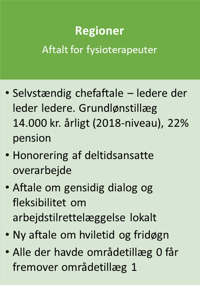 Regioner
Aftalt for fysioterapeuter
• Selvstændig chefaftale – ledere der
leder ledere. Grundlønstillæg
14.000 kr. årligt (2018-niveau), 22%
pension
• Honorering af deltidsansatte
overarbejde
• Aftale om gensidig dialog og
fleksibilitet om
arbejdstilrettelæggelse lokalt
• Ny aftale om hviletid og fridøgn
• Alle der havde områdetillæg 0 får
fremover områdetillæg 1